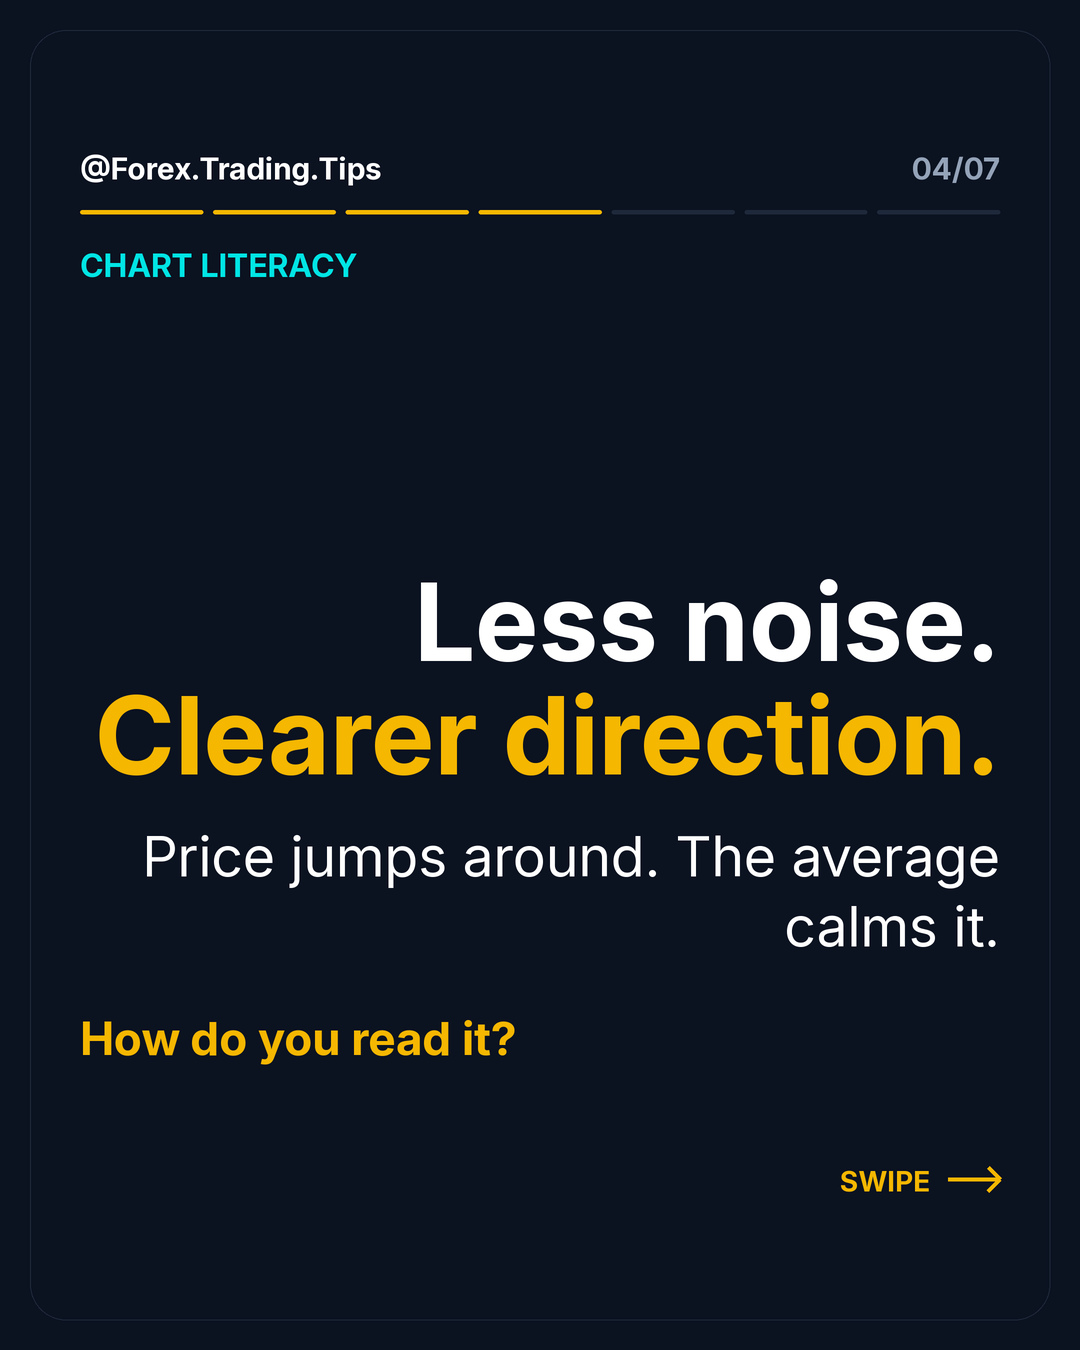 @Forex.Trading.Tips
04/07
CHART LITERACY
Less noise.
Clearer direction.
Price jumps around. The average
calms it.
How do you read it?
SWIPE